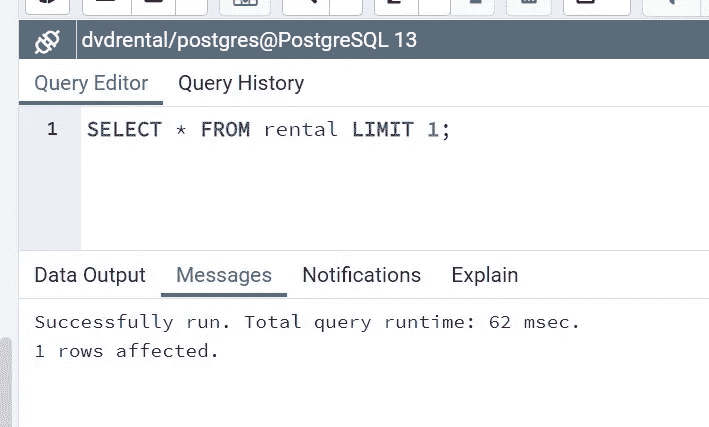 dvdrental/postgres@PostgreSQL 13
Query Editor Query History
1 SELECT * FROM rental LIMIT 1;
Data Output Messages Notifications Explain
Successfully run. Total query runtime: 62 msec.
1 rows affected.